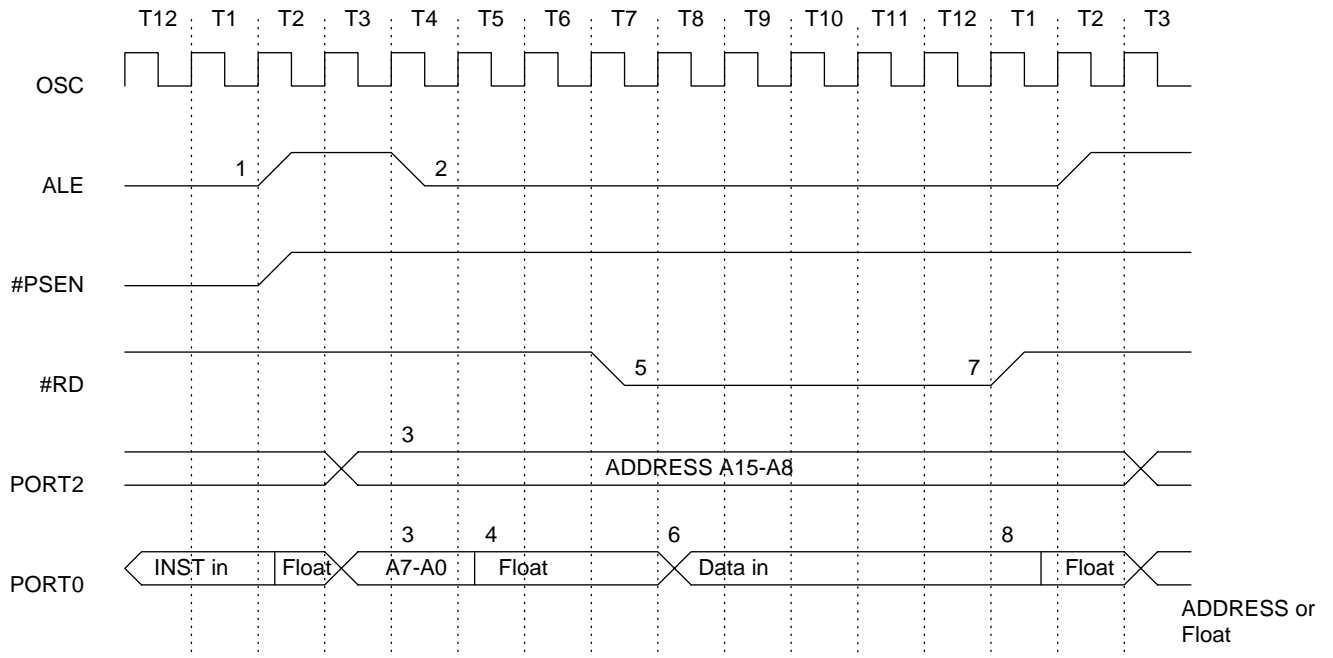 T12 T1 T2 T3 T4 T5 T6 T7 T8 T9 T10 T11 T12 T1 T2 T3
OSC
1 2
ALE
#PSEN
5 7
#RD
3
ADDRESS A15-A8
PORT2
3 4 6 8
INST in Float A7-A0 Float Data in Float
PORT0
ADDRESS or
Float